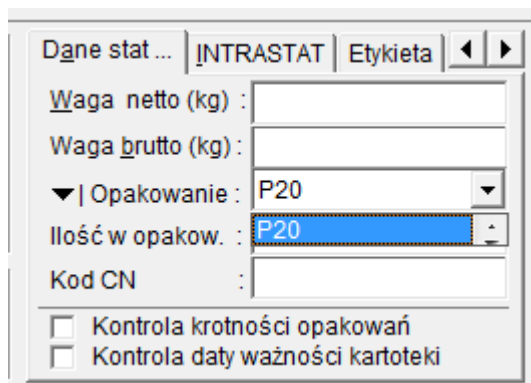 Dane stat ... INTRASTAT Etykieta
Waga netto (kg) :
Waga brutto (kg) :
Opakowanie : P20
Ilość w opakow. : P20
Kod CN :
Kontrola krotności opakowań
Kontrola daty ważności kartoteki